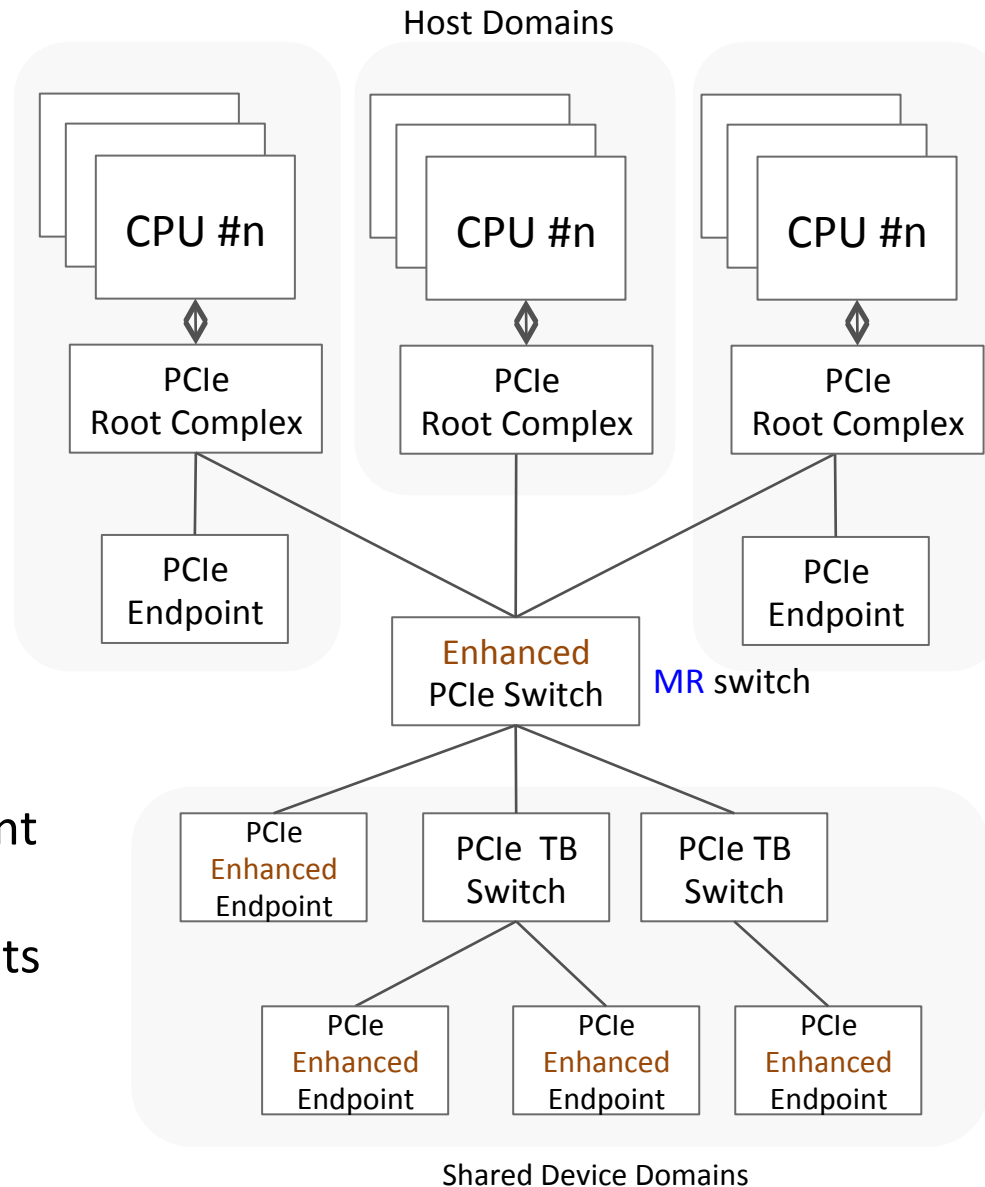 Host Domains
CPU #n
CPU #n
CPU #n
PCIe
Root Complex
PCIe
Root Complex
PCIe
Root Complex
PCIe
Endpoint
PCIe
Endpoint
Enhanced
PCIe Switch
MR switch
PCIe
Enhanced
Endpoint
PCIe TB
Switch
PCIe TB
Switch
nt
ts
PCIe
Enhanced
Endpoint
PCIe
Enhanced
Endpoint
PCIe
Enhanced
Endpoint
Shared Device Domains